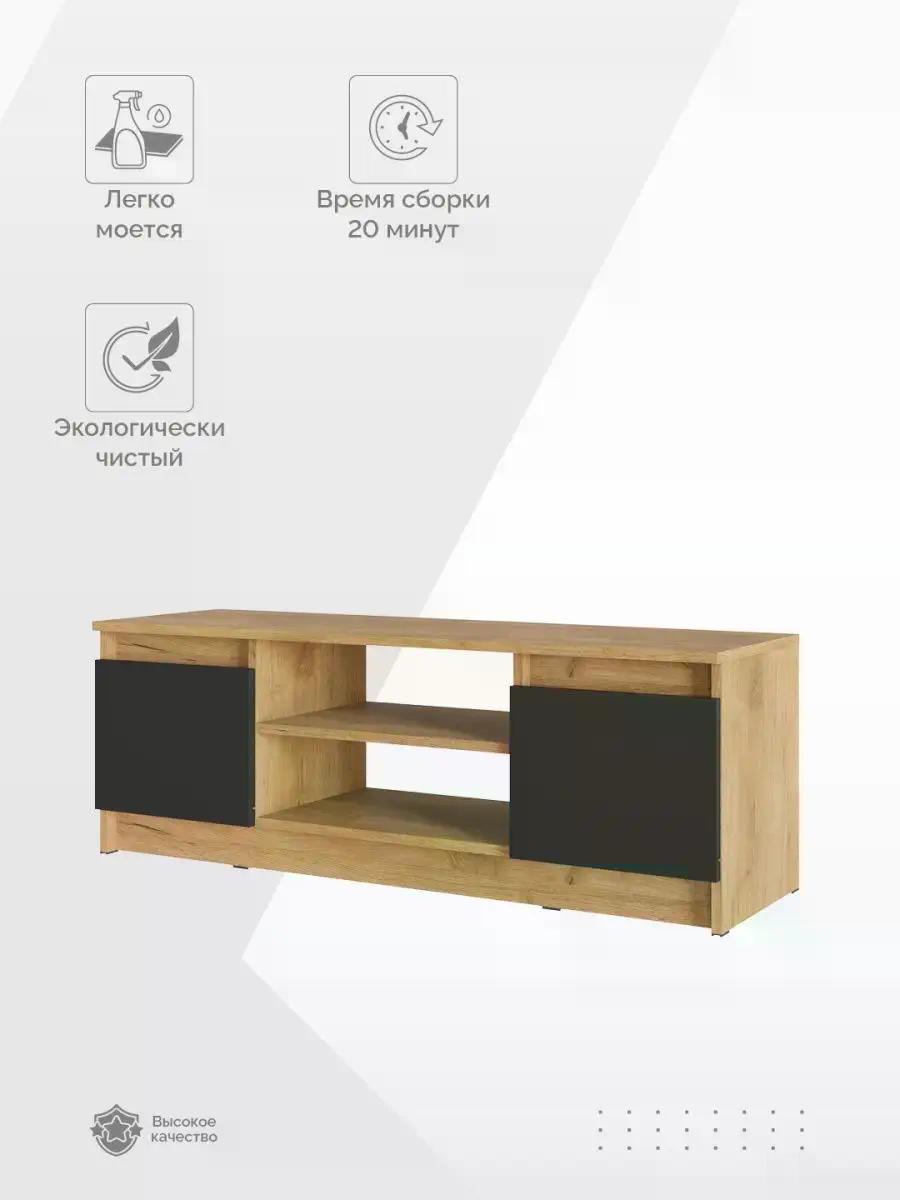 Легко
моется
Время сборки
20 минут
Экологически
чистый
Высокое
качество